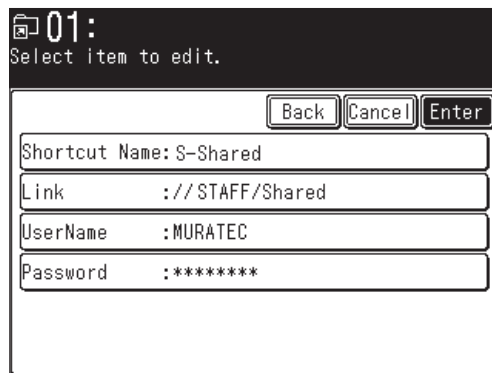 01:
Select item to edit.
Back Cancel Enter
Shortcut Name: S-Shared
Link :// STAFF/Shared
UserName :MURATEC
Password :********